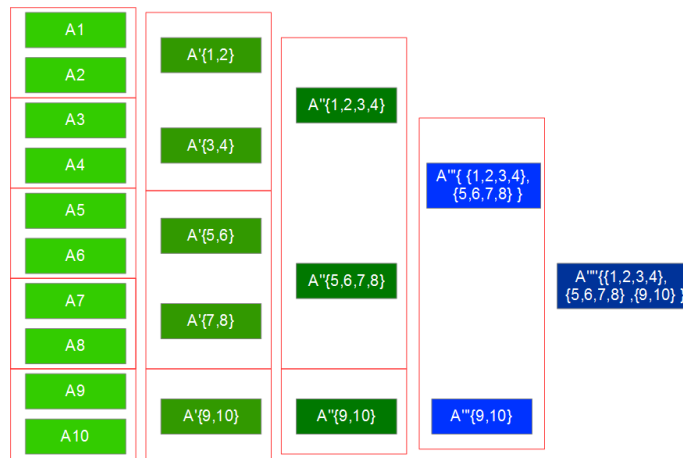 A1
A2
A3
A4
A5
A6
A7
A8
A9
A10
A'{1,2}
A'{3,4}
A'{5,6}
A'{7,8}
A'{9,10}
A''{1,2,3,4}
A''{5,6,7,8}
A''{9,10}
A'''{ {1,2,3,4},
{5,6,7,8} }
A'''{9,10}
A''''{{1,2,3,4},
{5,6,7,8} ,{9,10} }